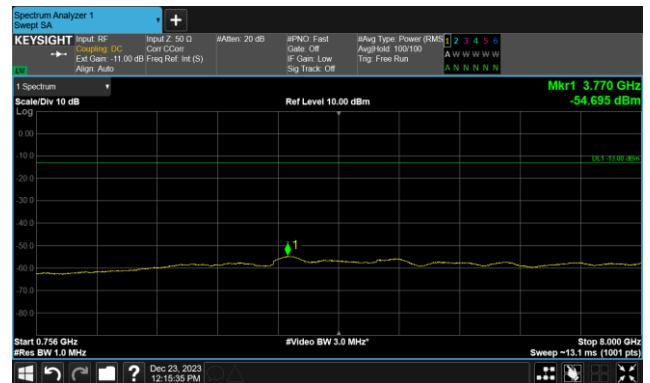 Spectrum Analyzer 1
Swept SA
KEYSIGHT
Input: RF
Coupling: DC
Ext Gain: -11.00 dB
Align: Auto
Input Z: 50 Ω
Corr CCorr
Freq Ref: Int (S)
#Atten: 20 dB
#PNO: Fast
Gate: Off
IF Gain: Low
Sig Track: Off
#Avg Type: Power (RMS)
Avg|Hold: 100/100
Trig: Free Run
1 2 3 4 5 6
A W W W W W
A N N N N N
1 Spectrum
Scale/Div 10 dB
Ref Level 10.00 dBm
Mkr1 3.770 GHz
-54.695 dBm
Log
0.00
-10.0
DL1 -13.00 dBm
-20.0
-30.0
-40.0
-50.0
1
-60.0
-70.0
-80.0
Start 0.756 GHz
#Res BW 1.0 MHz
#Video BW 3.0 MHz*
Stop 8.000 GHz
Sweep ~13.1 ms (1001 pts)
?
Dec 23, 2023
12:15:35 PM